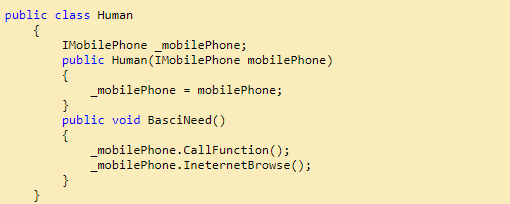 public class Human
{
IMobilePhone _mobilePhone;
public Human(IMobilePhone mobilePhone)
{
_mobilePhone = mobilePhone;
}
public void BasciNeed()
{
_mobilePhone.CallFunction();
_mobilePhone.IneternetBrowse();
}
}